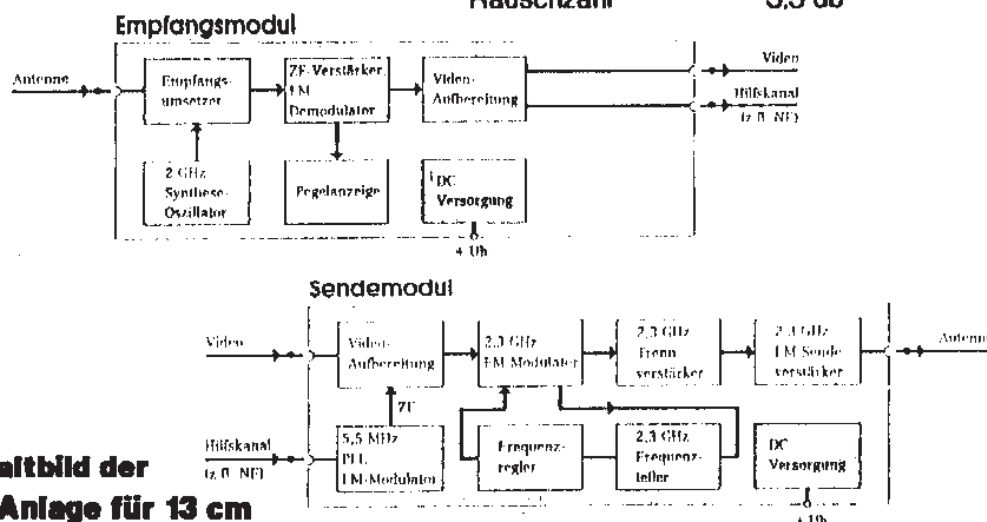 Rauschzahl 3,5 db
Empfangsmodul
Antenne
Empfangs-
umsetzer
ZF-Verstärker,
FM
Demodulator
Video-
Aufbereitung
Video
Hilfskanal
(z.B. NF)
2 GHz
Synthese-
Oszillator
Pegelanzeige
DC
Versorgung
+ Ub
Sendemodul
Video
Video-
Aufbereitung
2,3 GHz
FM-Modulator
2,3 GHz
Trenn
verstärker
2,3 GHz
FM-Sende
verstärker
Antenne
ZF
Hilfskanal
(z.B. NF)
5,5 MHz
PLL
FM-Modulator
Frequenz-
regler
2,3 GHz
Frequenz-
teiler
DC
Versorgung
+ Ub
altbild der
Anlage für 13 cm